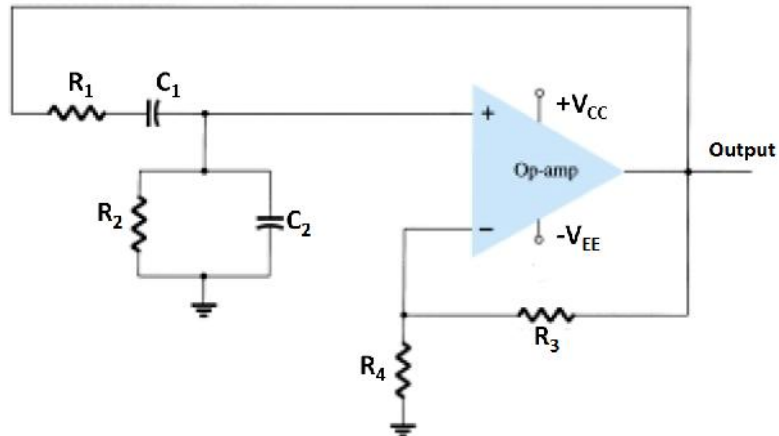 R1 C1
+
+VCC
Output
Op-amp
R2 C2
−
-VEE
R3
R4